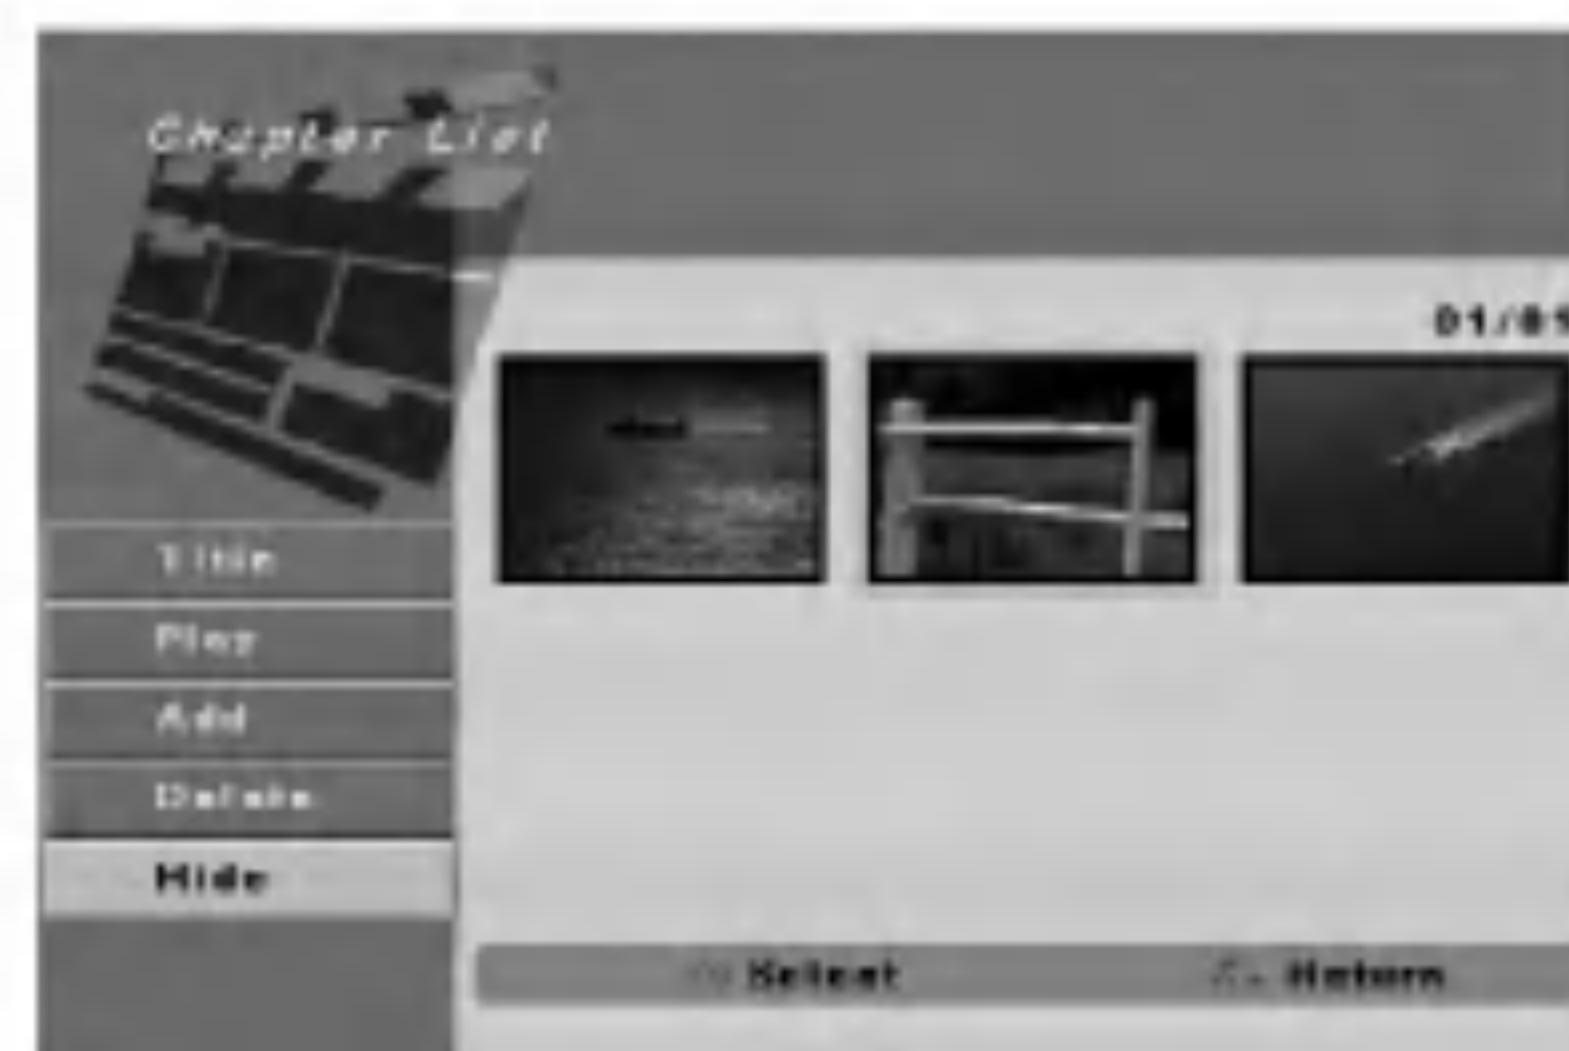 Chapter List
01/0
Title
Play
Add
Delete
Hide
Select
Return